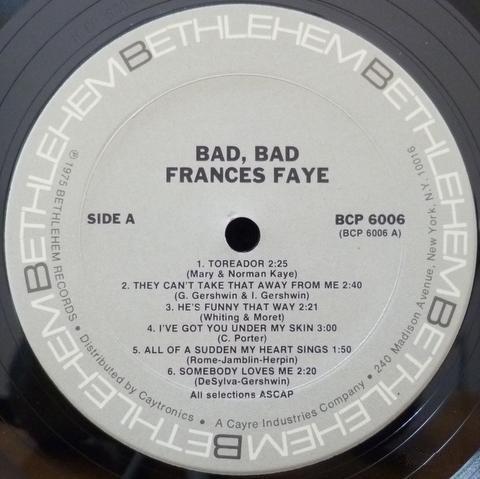 BETHLEHEM BETHLEHEM BETHLEHEM BETHLEHEM BETHLEHEM
BAD, BAD
FRANCES FAYE
SIDE A
BCP 6006
(BCP 6006 A)
1. TOREADOR 2:25
(Mary & Norman Kaye)
2. THEY CAN'T TAKE THAT AWAY FROM ME 2:40
(G. Gershwin & I. Gershwin)
3. HE'S FUNNY THAT WAY 2:21
(Whiting & Moret)
4. I'VE GOT YOU UNDER MY SKIN 3:00
(C. Porter)
5. ALL OF A SUDDEN MY HEART SINGS 1:50
(Rome-Jamblin-Herpin)
6. SOMEBODY LOVES ME 2:20
(DeSylva-Gershwin)
All selections ASCAP
℗ 1975 BETHLEHEM RECORDS • Distributed by Caytronics • A Cayre Industries Company • 240 Madison Avenue, New York, N.Y. 10016